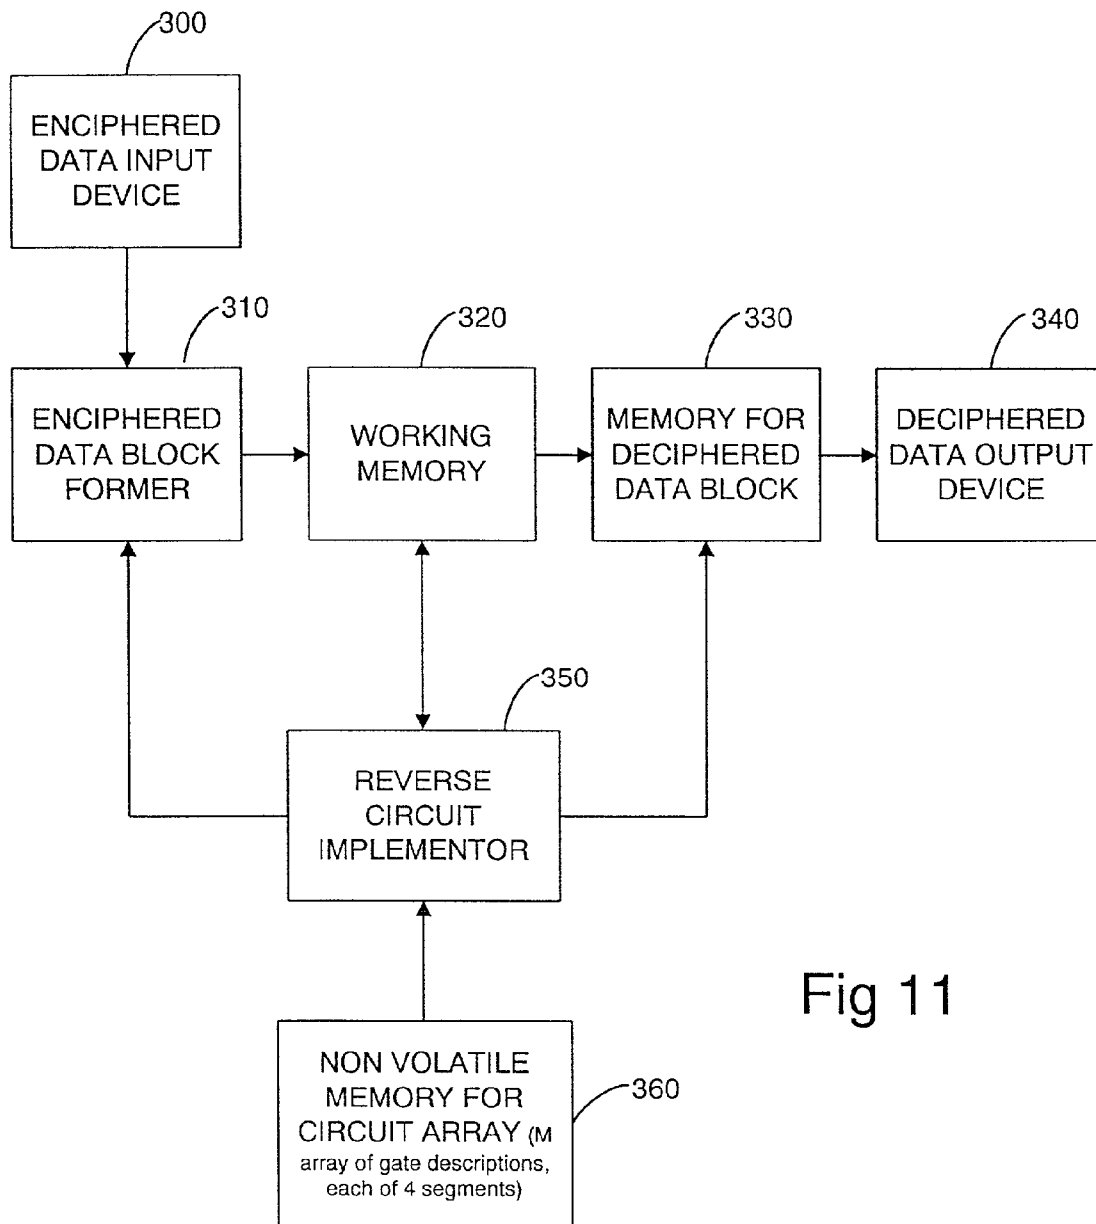 300
ENCIPHERED
DATA INPUT
DEVICE
310
ENCIPHERED
DATA BLOCK
FORMER
320
WORKING
MEMORY
330
MEMORY FOR
DECIPHERED
DATA BLOCK
340
DECIPHERED
DATA OUTPUT
DEVICE
350
REVERSE
CIRCUIT
IMPLEMENTOR
Fig 11
360
NON VOLATILE
MEMORY FOR
CIRCUIT ARRAY (M
array of gate descriptions,
each of 4 segments)